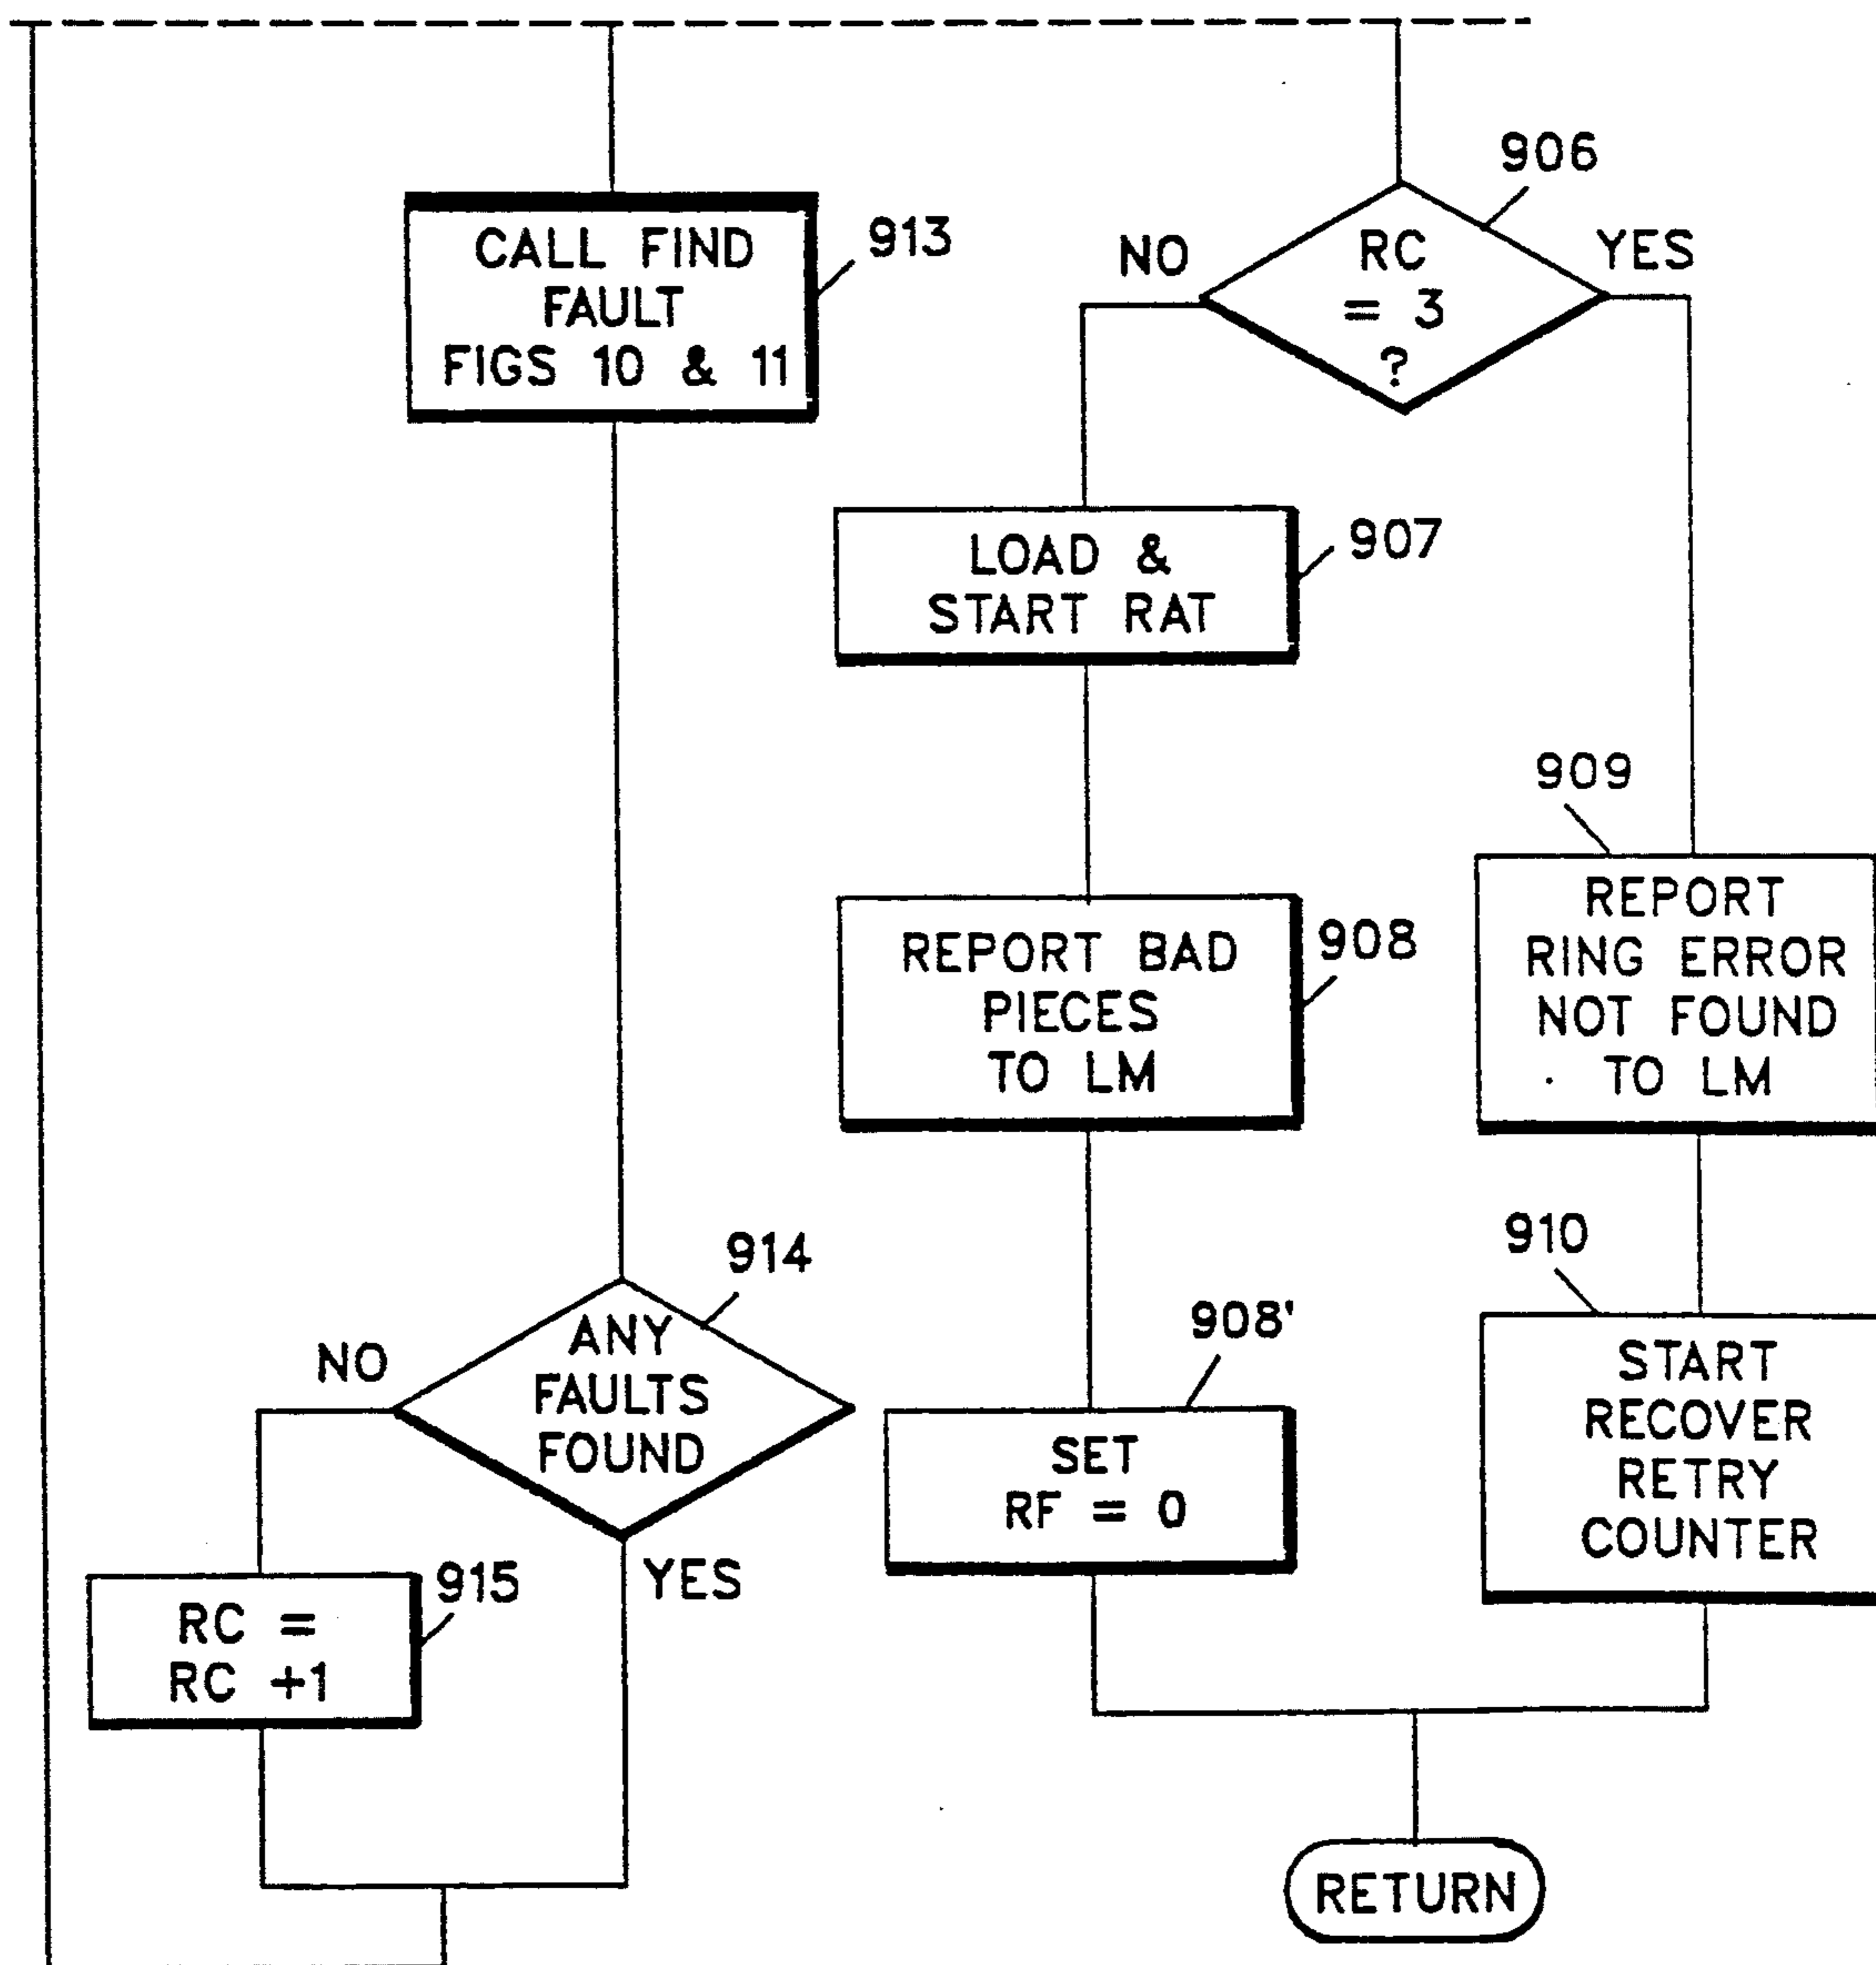 906
CALL FIND
FAULT
FIGS 10 & 11
913
NO
RC
= 3
?
YES
LOAD &
START RAT
907
909
REPORT BAD
PIECES
TO LM
908
REPORT
RING ERROR
NOT FOUND
TO LM
914
ANY
FAULTS
FOUND
NO
YES
908'
SET
RF = 0
910
START
RECOVER
RETRY
COUNTER
RC =
RC +1
915
RETURN